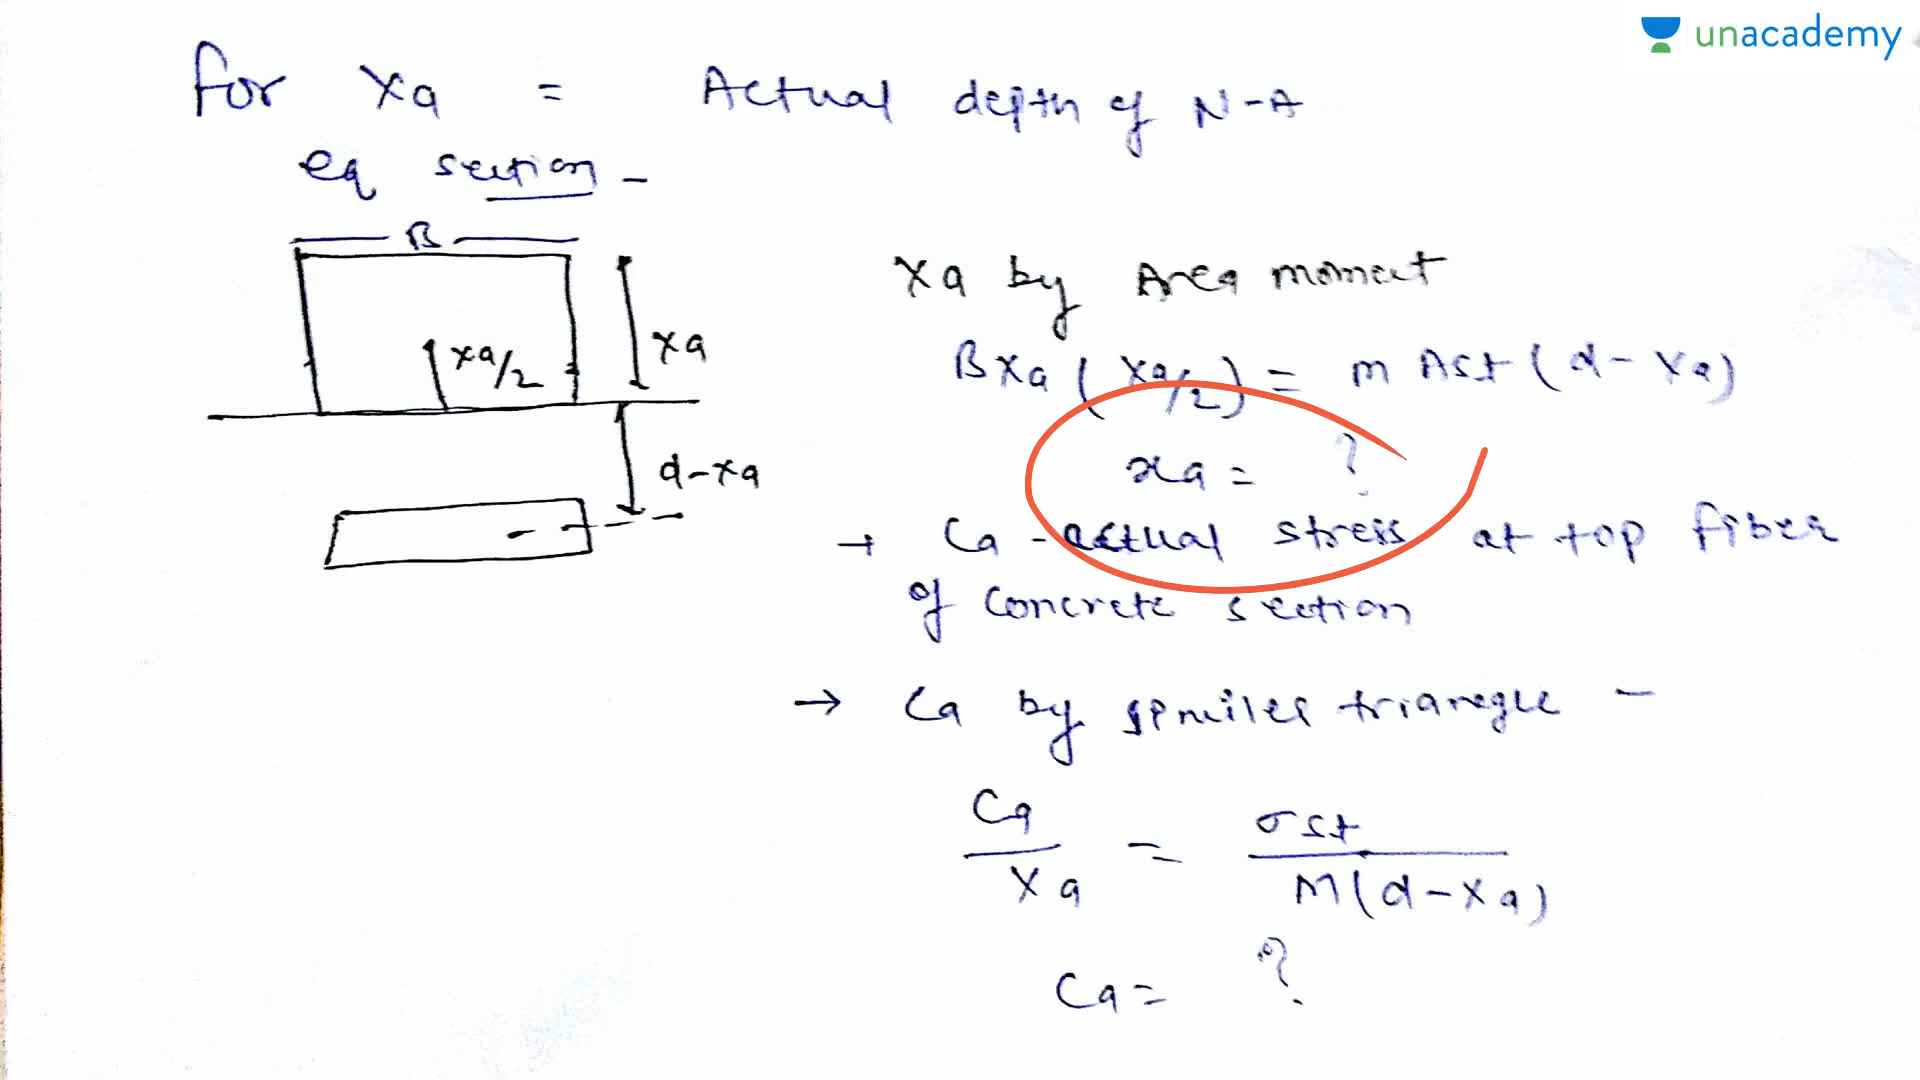 unacademy
for xa = Actual depth of N-A
eq section -
B
xa/2
xa
d-xa
xa by Area moment
Bxa (xa/2) = m Ast (d-xa)
xa = ?
→ Ca - actual stress at top fiber
of concrete section
→ Ca by similer triangle -
Ca/xa = σst/M(d-xa)
Ca = ?